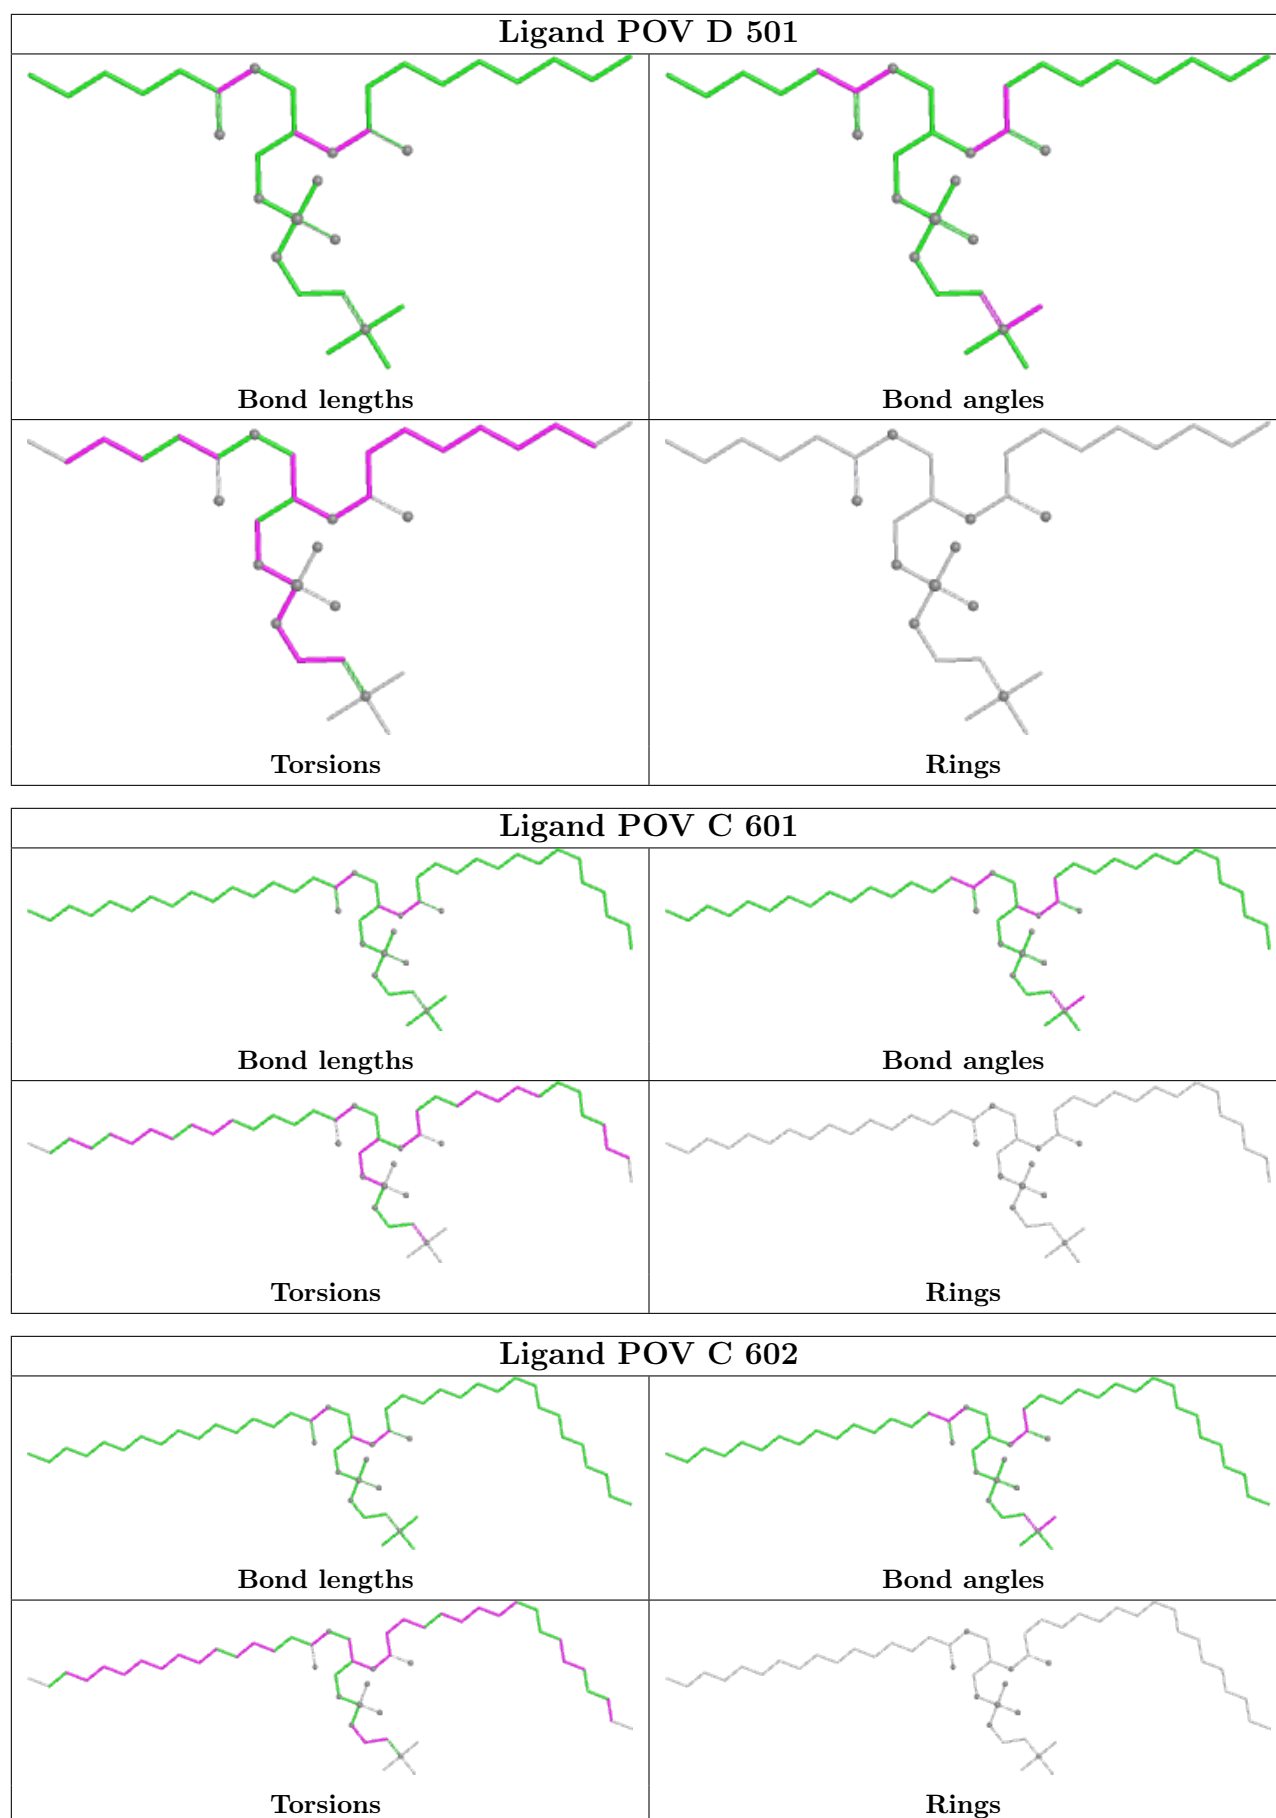 Ligand POV D 501
Bond lengths
Bond angles
Torsions
Rings
Ligand POV C 601
Bond lengths
Bond angles
Torsions
Rings
Ligand POV C 602
Bond lengths
Bond angles
Torsions
Rings